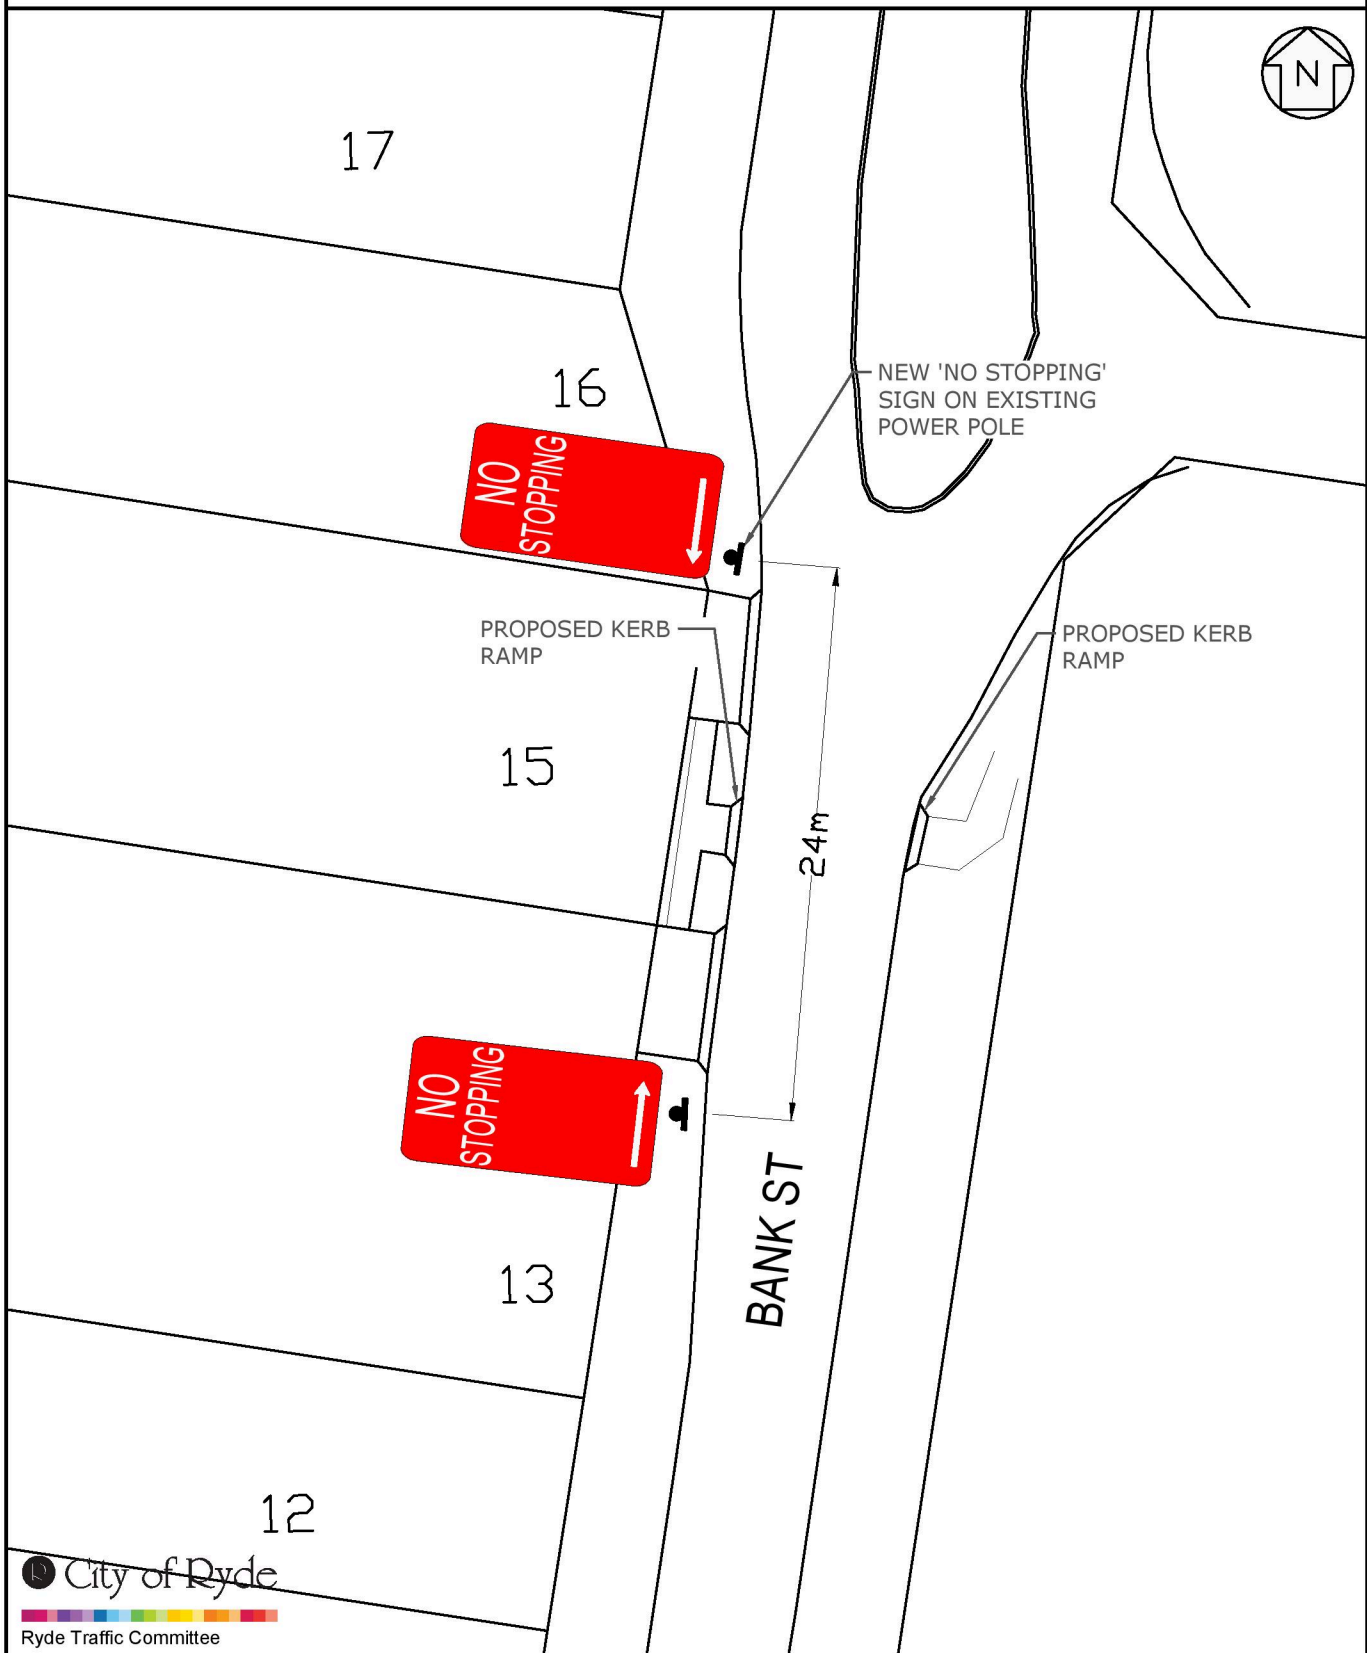 N
17
16
NEW 'NO STOPPING'
SIGN ON EXISTING
POWER POLE
NO
STOPPING
PROPOSED KERB
RAMP
PROPOSED KERB
RAMP
15
24m
NO
STOPPING
BANK ST
13
12
City of Ryde
Ryde Traffic Committee